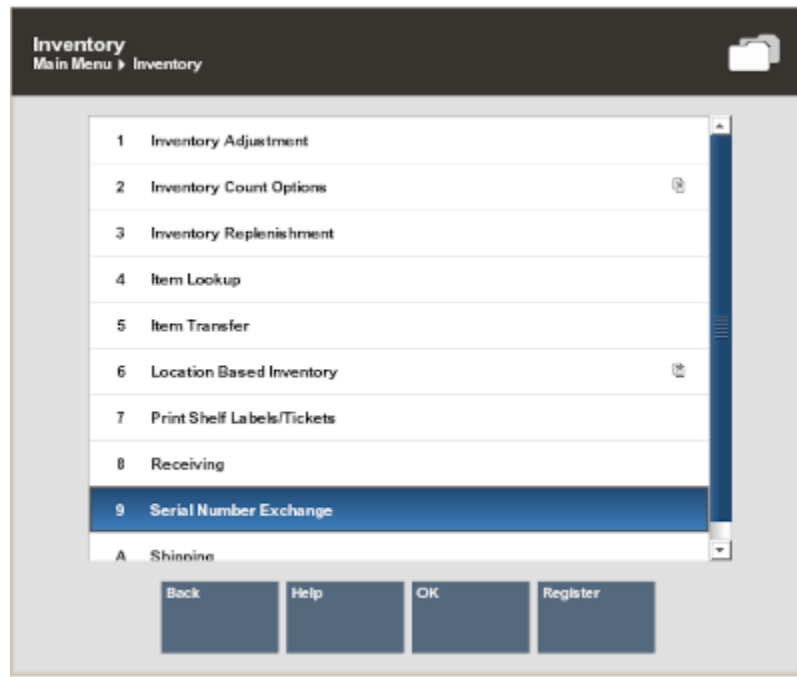 Inventory
Main Menu ▸ Inventory
1 Inventory Adjustment
2 Inventory Count Options
3 Inventory Replenishment
4 Item Lookup
5 Item Transfer
6 Location Based Inventory
7 Print Shelf Labels/Tickets
8 Receiving
9 Serial Number Exchange
A Shipping
Back Help OK Register